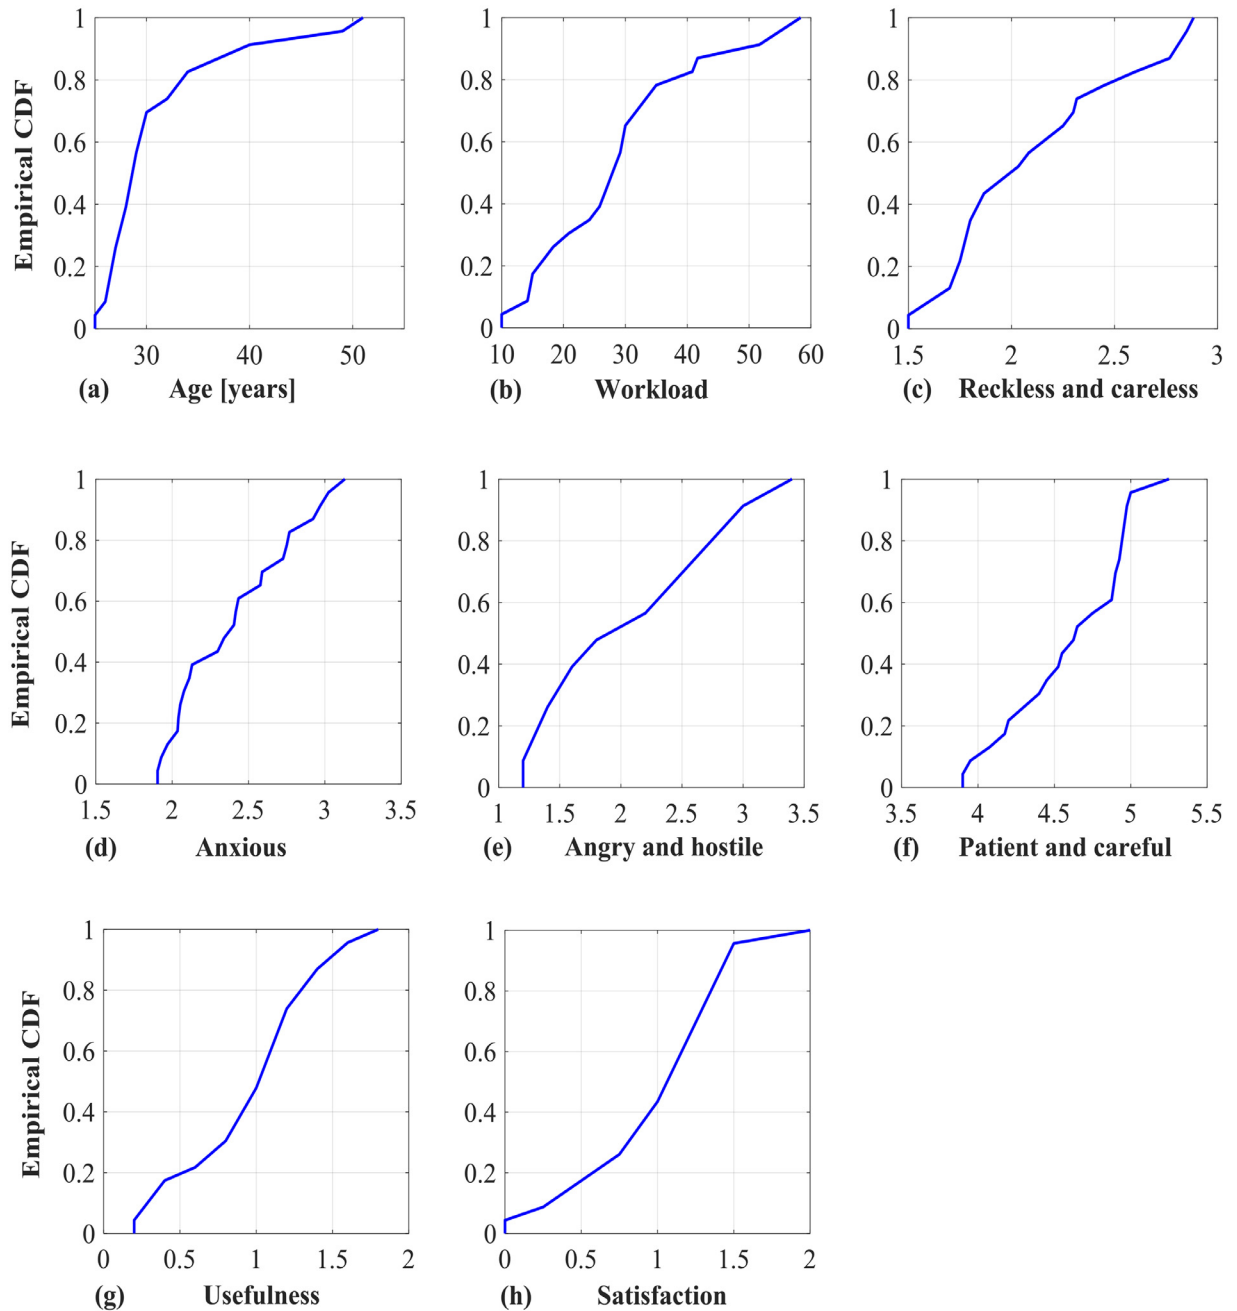 Empirical CDF
1
0.8
0.6
0.4
0.2
0
30 40 50
(a) Age [years]
1
0.8
0.6
0.4
0.2
0
10 20 30 40 50 60
(b) Workload
1
0.8
0.6
0.4
0.2
0
1.5 2 2.5 3
(c) Reckless and careless
Empirical CDF
1
0.8
0.6
0.4
0.2
0
1.5 2 2.5 3 3.5
(d) Anxious
1
0.8
0.6
0.4
0.2
0
1 1.5 2 2.5 3 3.5
(e) Angry and hostile
1
0.8
0.6
0.4
0.2
0
3.5 4 4.5 5 5.5
(f) Patient and careful
Empirical CDF
1
0.8
0.6
0.4
0.2
0
0 0.5 1 1.5 2
(g) Usefulness
1
0.8
0.6
0.4
0.2
0
0 0.5 1 1.5 2
(h) Satisfaction